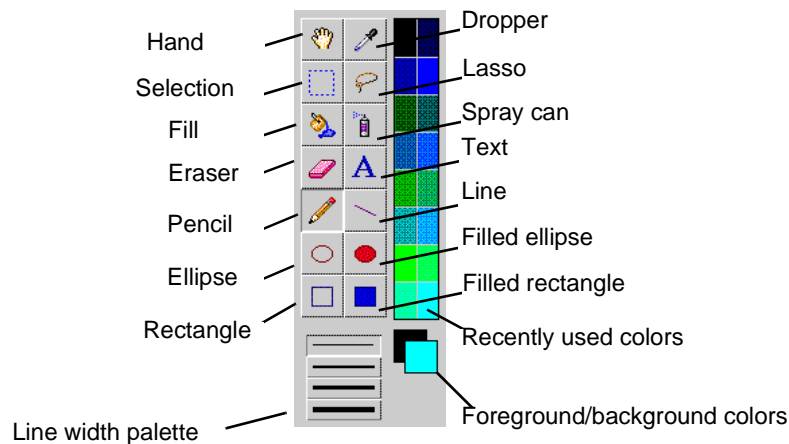 Hand
Dropper
Selection
Lasso
Fill
Spray can
Eraser
A
Text
Pencil
Line
Ellipse
Filled ellipse
Rectangle
Filled rectangle
Recently used colors
Line width palette
Foreground/background colors